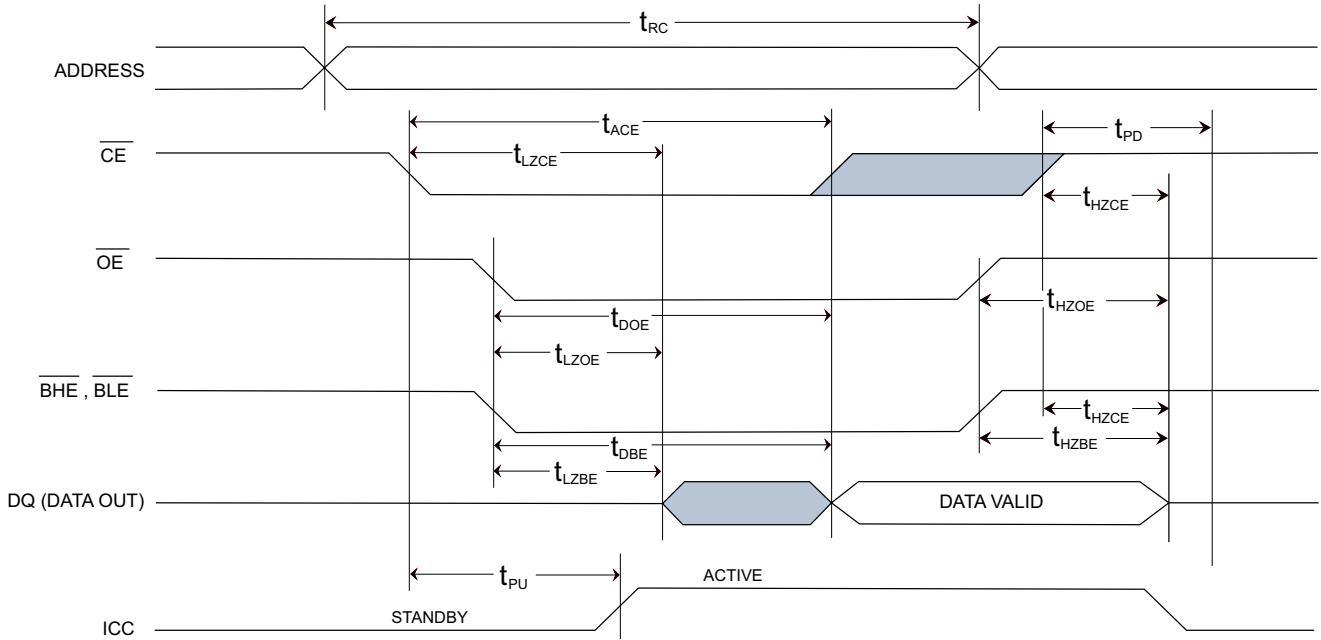 tRC
ADDRESS
tACE
tPD
CE
tLZCE
tHZCE
OE
tHZOE
tDOE
tLZOE
BHE , BLE
tHZCE
tDBE
tHZBE
tLZBE
DQ (DATA OUT)
DATA VALID
tPU
ACTIVE
STANDBY
ICC